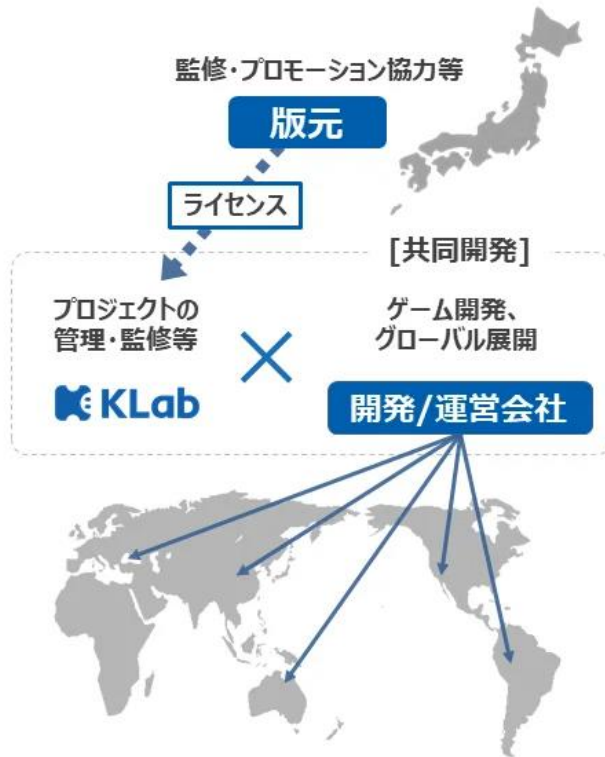 監修・プロモーション協力等
版元
ライセンス
[共同開発]
プロジェクトの
管理・監修等
ゲーム開発、
グローバル展開
KLab
開発/運営会社